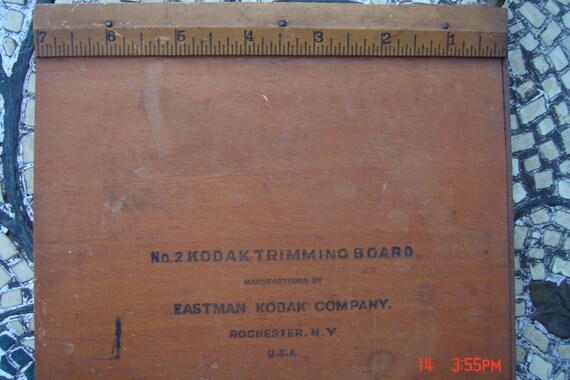 7 6 5 4 3 2 1
No. 2 KODAK TRIMMING BOARD
MANUFACTURED BY
EASTMAN KODAK COMPANY.
ROCHESTER, N.Y.
U.S.A.
14 3:55PM